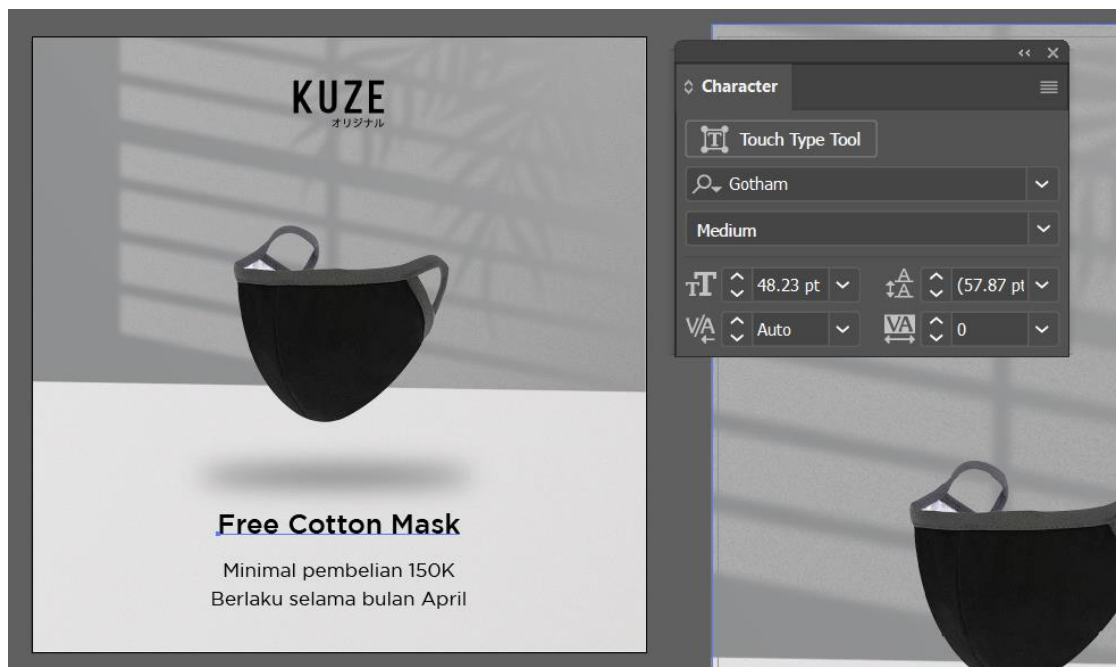 KUZE
オリジナル
Free Cotton Mask
Minimal pembelian 150K
Berlaku selama bulan April
Character
Touch Type Tool
Gotham
Medium
48.23 pt
(57.87 pt
Auto
0